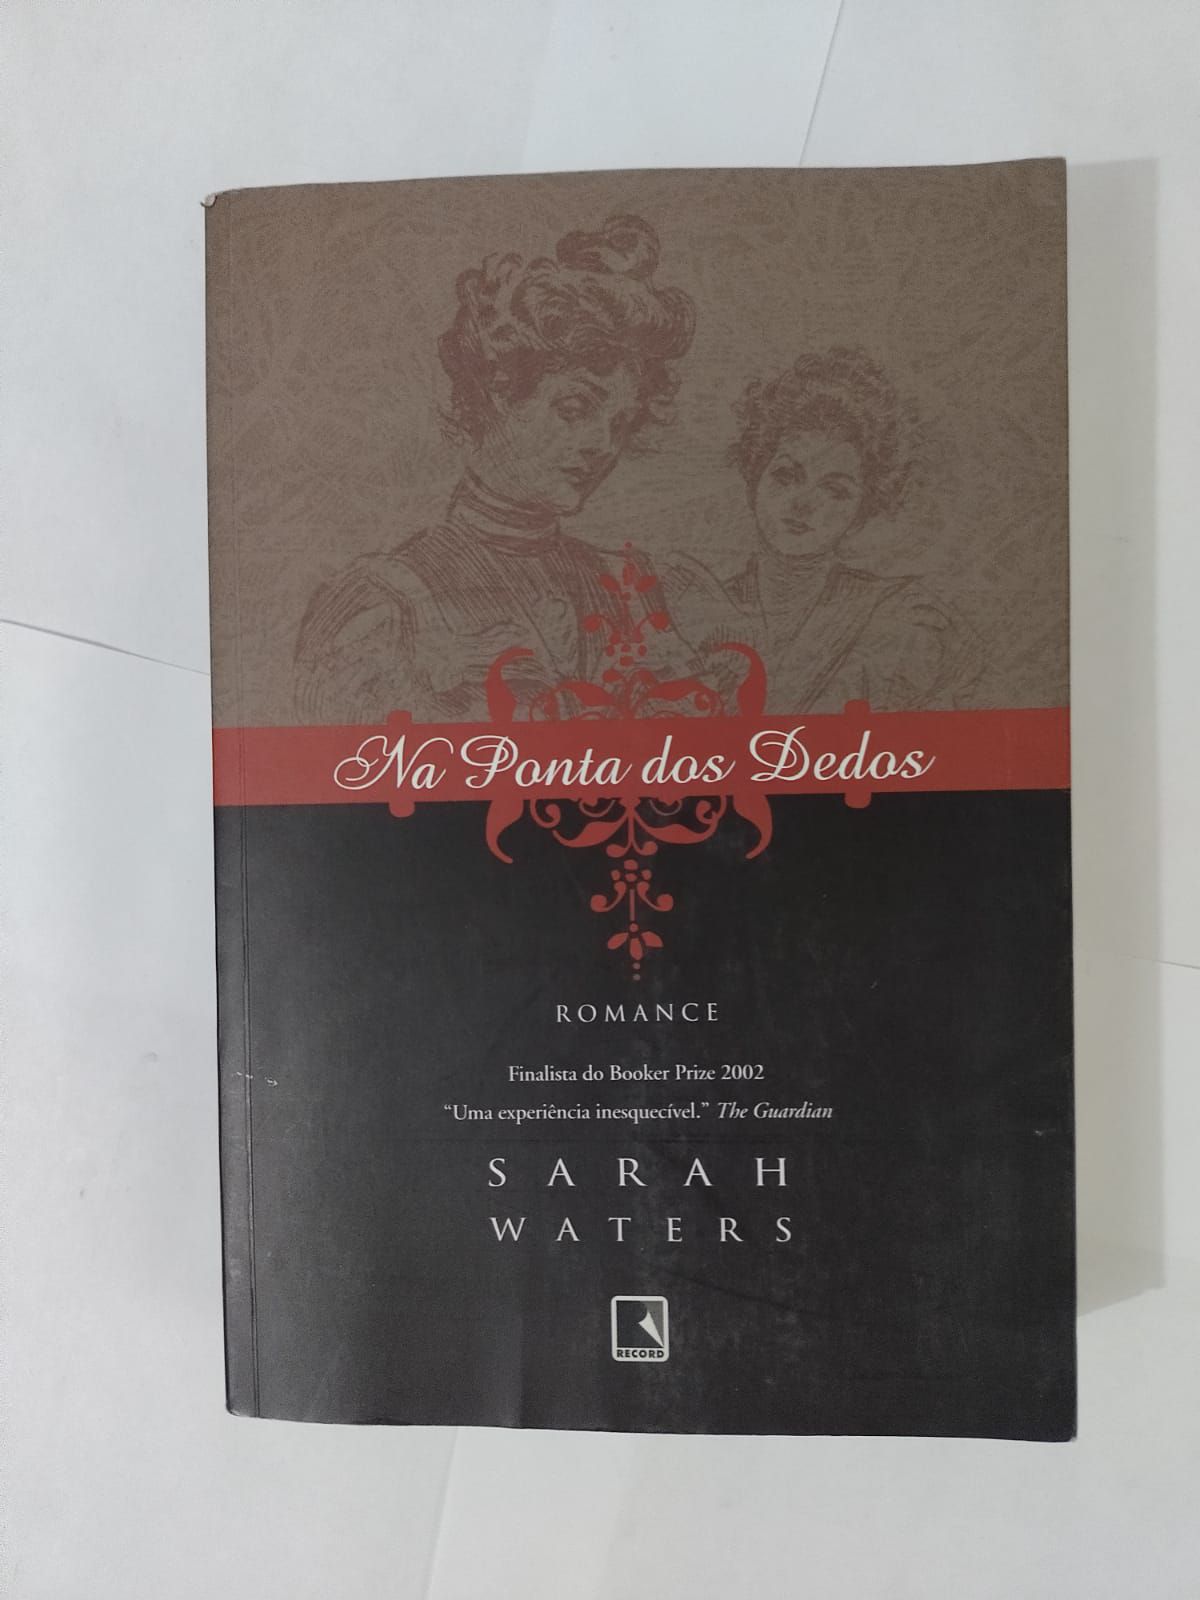 Na Ponta dos Dedos
ROMANCE
Finalista do Booker Prize 2002
“Uma experiência inesquecível.” The Guardian
SARAH
WATERS
RECORD